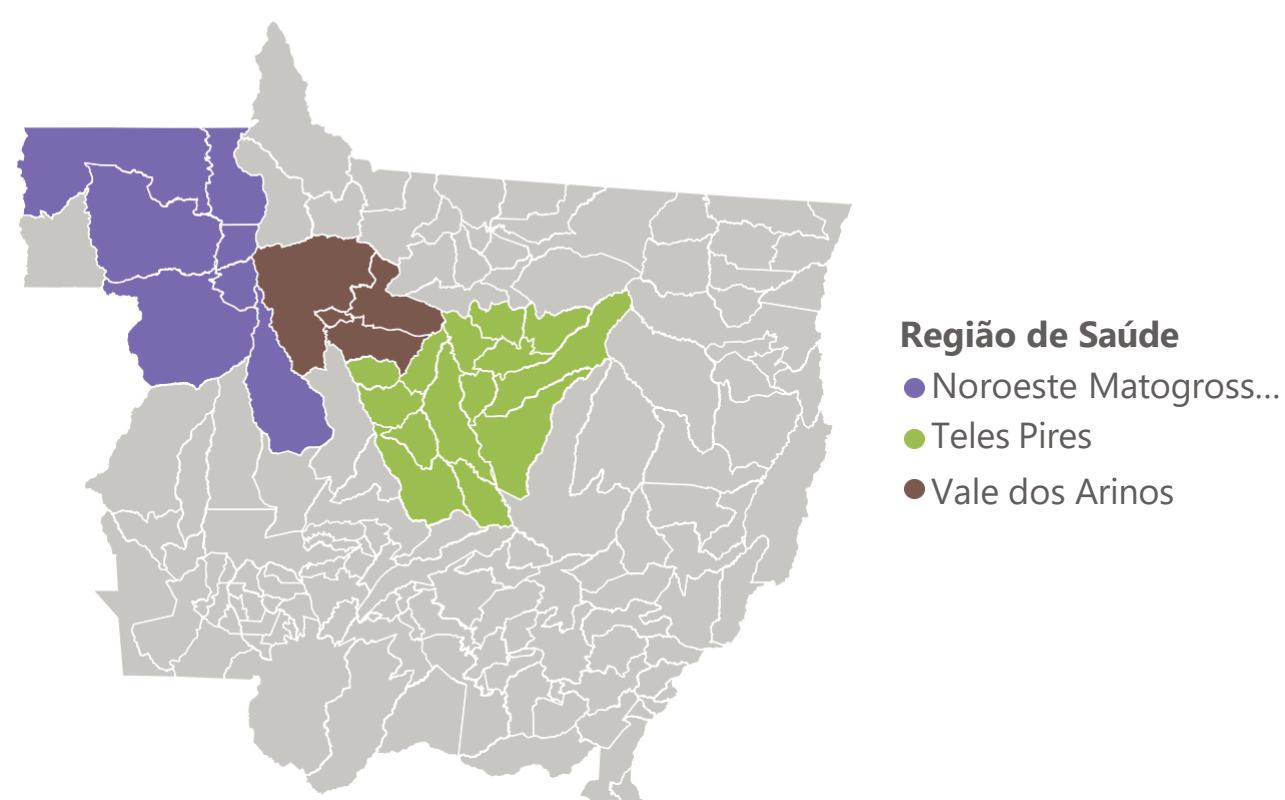 Região de Saúde
Noroeste Matogross...
Teles Pires
Vale dos Arinos